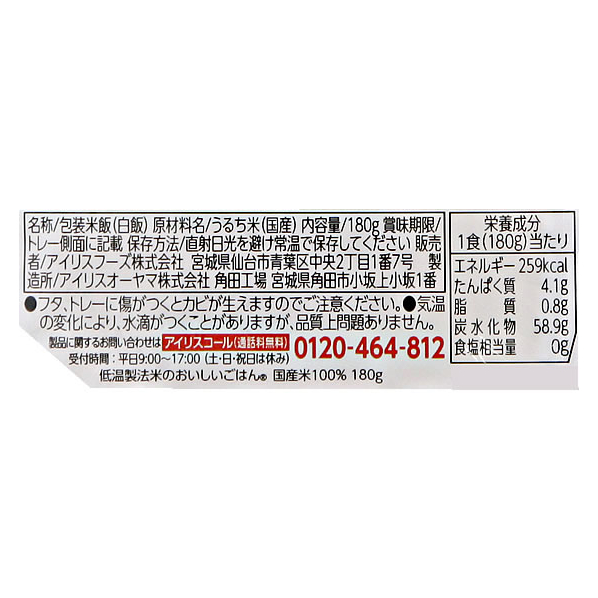 名称/包装米飯(白飯) 原材料名/うるち米(国産) 内容量/180g 賞味期限/
トレー側面に記載 保存方法/直射日光を避け常温で保存してください 販売
者/アイリスフーズ株式会社 宮城県仙台市青葉区中央2丁目1番7号 製
造所/アイリスオーヤマ株式会社 角田工場 宮城県角田市小坂上小坂1番
●フタ、トレーに傷がつくとカビが生えますのでご注意ください。●気温
の変化により、水滴がつくことがありますが、品質上問題ありません。
製品に関するお問い合わせは アイリスコール(通話料無料) 0120-464-812
受付時間：平日9:00〜17:00 (土・日・祝日は休み)
低温製法米のおいしいごはん® 国産米100% 180g
栄養成分
1食(180g)当たり
エネルギー 259kcal
たんぱく質 4.1g
脂質 0.8g
炭水化物 58.9g
食塩相当量 0g